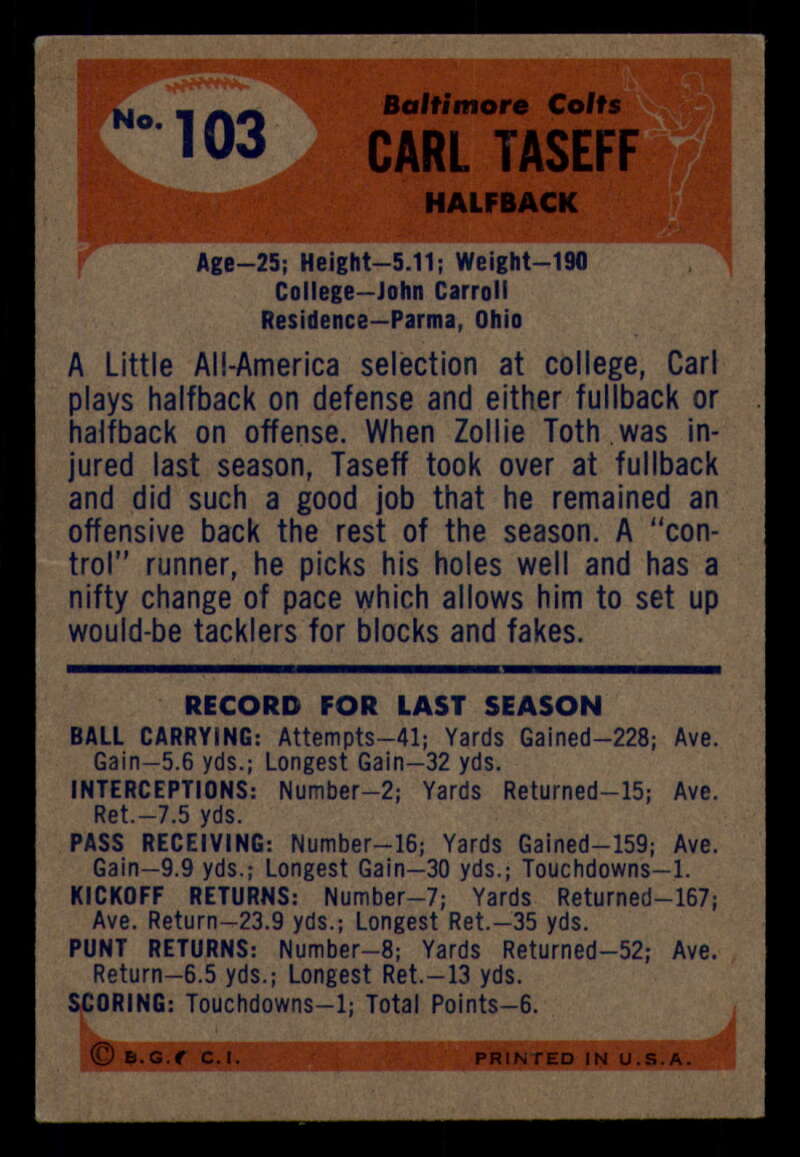 No. 103
Baltimore Colts
CARL TASEFF
HALFBACK
Age—25; Height—5.11; Weight—190
College—John Carroll
Residence—Parma, Ohio
A Little All-America selection at college, Carl
plays halfback on defense and either fullback or
halfback on offense. When Zollie Toth was in-
jured last season, Taseff took over at fullback
and did such a good job that he remained an
offensive back the rest of the season. A "con-
trol" runner, he picks his holes well and has a
nifty change of pace which allows him to set up
would-be tacklers for blocks and fakes.
RECORD FOR LAST SEASON
BALL CARRYING: Attempts—41; Yards Gained—228; Ave.
Gain—5.6 yds.; Longest Gain—32 yds.
INTERCEPTIONS: Number—2; Yards Returned—15; Ave.
Ret.—7.5 yds.
PASS RECEIVING: Number—16; Yards Gained—159; Ave.
Gain—9.9 yds.; Longest Gain—30 yds.; Touchdowns—1.
KICKOFF RETURNS: Number—7; Yards Returned—167;
Ave. Return—23.9 yds.; Longest Ret.—35 yds.
PUNT RETURNS: Number—8; Yards Returned—52; Ave.
Return—6.5 yds.; Longest Ret.—13 yds.
SCORING: Touchdowns—1; Total Points—6.
© B.G.& C.I. PRINTED IN U.S.A.